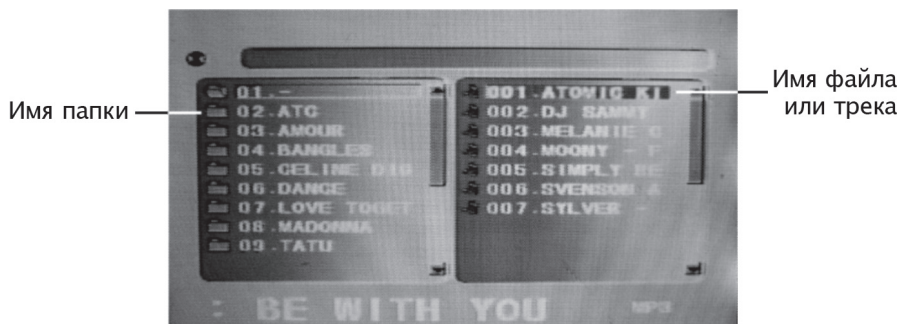 Имя папки
01.-
02.ATC
03.AMOUR
04.BANGLES
05.CELINE DIO
06.DANCE
07.LOVE TOGET
08.MADONNA
09.TATU
Имя файла
или трека
001.ATOMIC KI
002.DJ SAMMY
003.MELANIE C
004.MOONY - F
005.SIMPLY RE
006.SVENSON A
007.SYLVER -
: BE WITH YOU
MP3